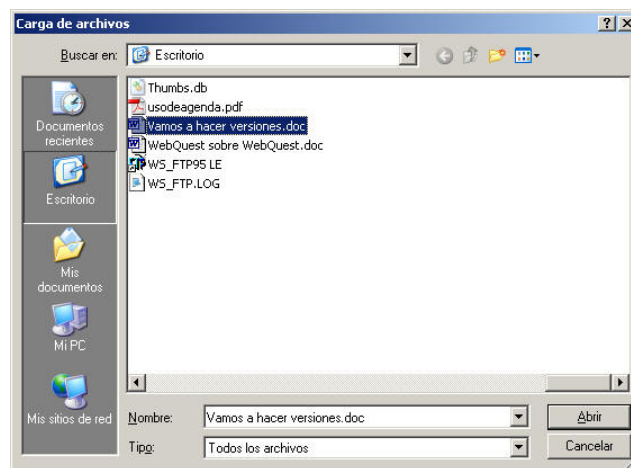 Carga de archivos
Buscar en: Escritorio
Thumbs.db
usodeagenda.pdf
Vamos a hacer versiones.doc
WebQuest sobre WebQuest.doc
WS_FTP95 LE
WS_FTP.LOG
Documentos
recientes
Escritorio
Mis
documentos
Mi PC
Mis sitios de red
Nombre: Vamos a hacer versiones.doc Abrir
Tipo: Todos los archivos Cancelar